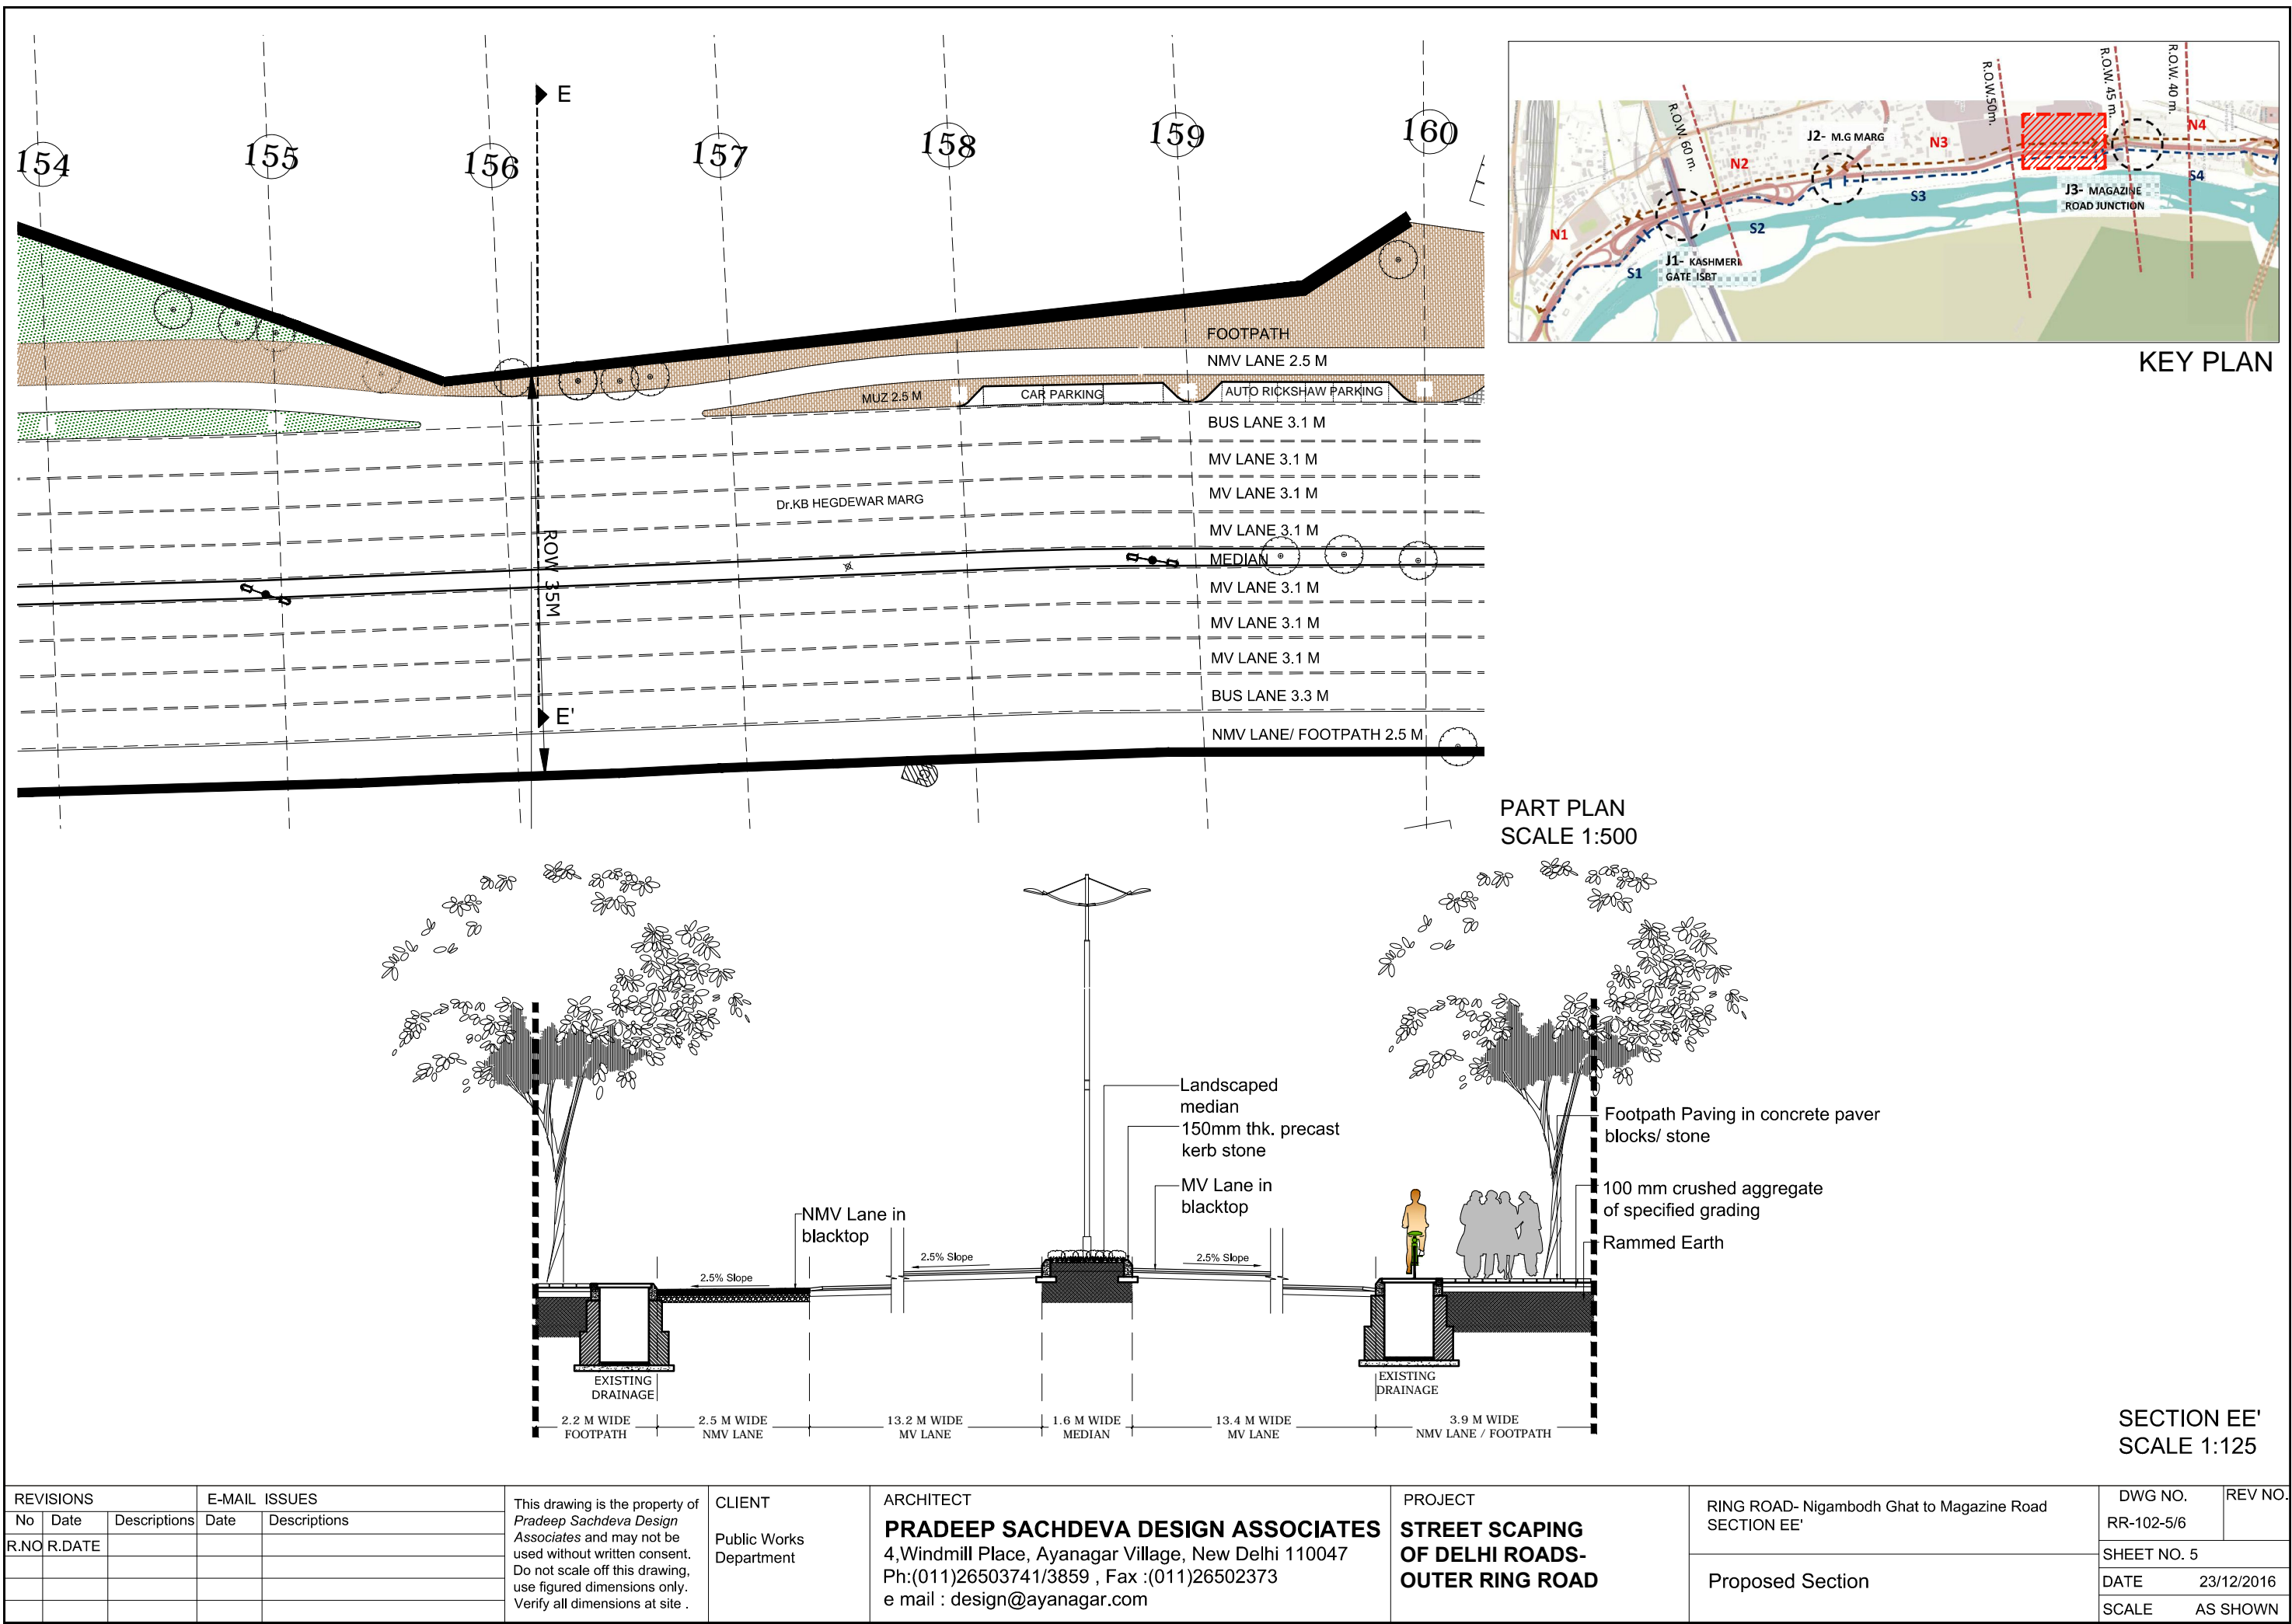 154
155
156
157
158
159
160
E
FOOTPATH
NMV LANE 2.5 M
MUZ 2.5 M
CAR PARKING
AUTO RICKSHAW PARKING
BUS LANE 3.1 M
MV LANE 3.1 M
MV LANE 3.1 M
Dr.KB HEGDEWAR MARG
MV LANE 3.1 M
MEDIAN
ROW 35M
MV LANE 3.1 M
MV LANE 3.1 M
MV LANE 3.1 M
BUS LANE 3.3 M
E'
NMV LANE/ FOOTPATH 2.5 M
R.O.W. 60 m.
R.O.W.50m.
R.O.W. 45 m.
R.O.W. 40 m.
N1
N2
J2- M.G MARG
N3
N4
J3- MAGAZINE
ROAD JUNCTION
S4
S3
S2
J1- KASHMERI
GATE ISBT
S1
KEY PLAN
PART PLAN
SCALE 1:500
Landscaped
median
150mm thk. precast
kerb stone
MV Lane in
blacktop
NMV Lane in
blacktop
2.5% Slope
2.5% Slope
2.5% Slope
Footpath Paving in concrete paver
blocks/ stone
100 mm crushed aggregate
of specified grading
Rammed Earth
EXISTING
DRAINAGE
EXISTING
DRAINAGE
2.2 M WIDE
FOOTPATH
2.5 M WIDE
NMV LANE
13.2 M WIDE
MV LANE
1.6 M WIDE
MEDIAN
13.4 M WIDE
MV LANE
3.9 M WIDE
NMV LANE / FOOTPATH
SECTION EE'
SCALE 1:125
REVISIONS
E-MAIL ISSUES
No Date Descriptions Date Descriptions
R.NO R.DATE
This drawing is the property of
Pradeep Sachdeva Design
Associates and may not be
used without written consent.
Do not scale off this drawing,
use figured dimensions only.
Verify all dimensions at site .
CLIENT
Public Works
Department
ARCHITECT
PRADEEP SACHDEVA DESIGN ASSOCIATES
4,Windmill Place, Ayanagar Village, New Delhi 110047
Ph:(011)26503741/3859 , Fax :(011)26502373
e mail : design@ayanagar.com
PROJECT
STREET SCAPING
OF DELHI ROADS-
OUTER RING ROAD
RING ROAD- Nigambodh Ghat to Magazine Road
SECTION EE'
Proposed Section
DWG NO.
RR-102-5/6
REV NO.
SHEET NO. 5
DATE 23/12/2016
SCALE AS SHOWN